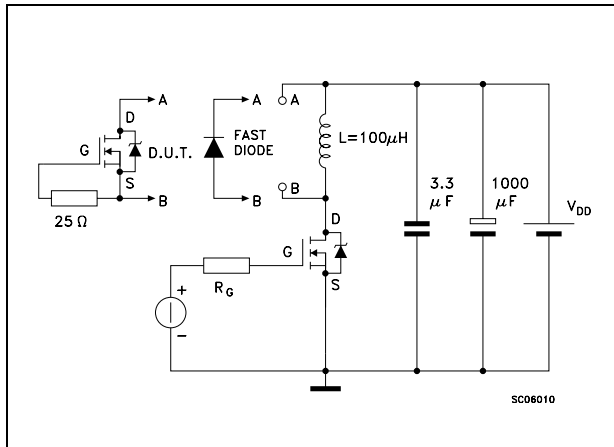 A A A
D
G D.U.T. FAST
DIODE L=100μH
S
B B B
25 Ω
3.3
μF
1000
μF
VDD
D
G
S
RG
+
-
SC06010